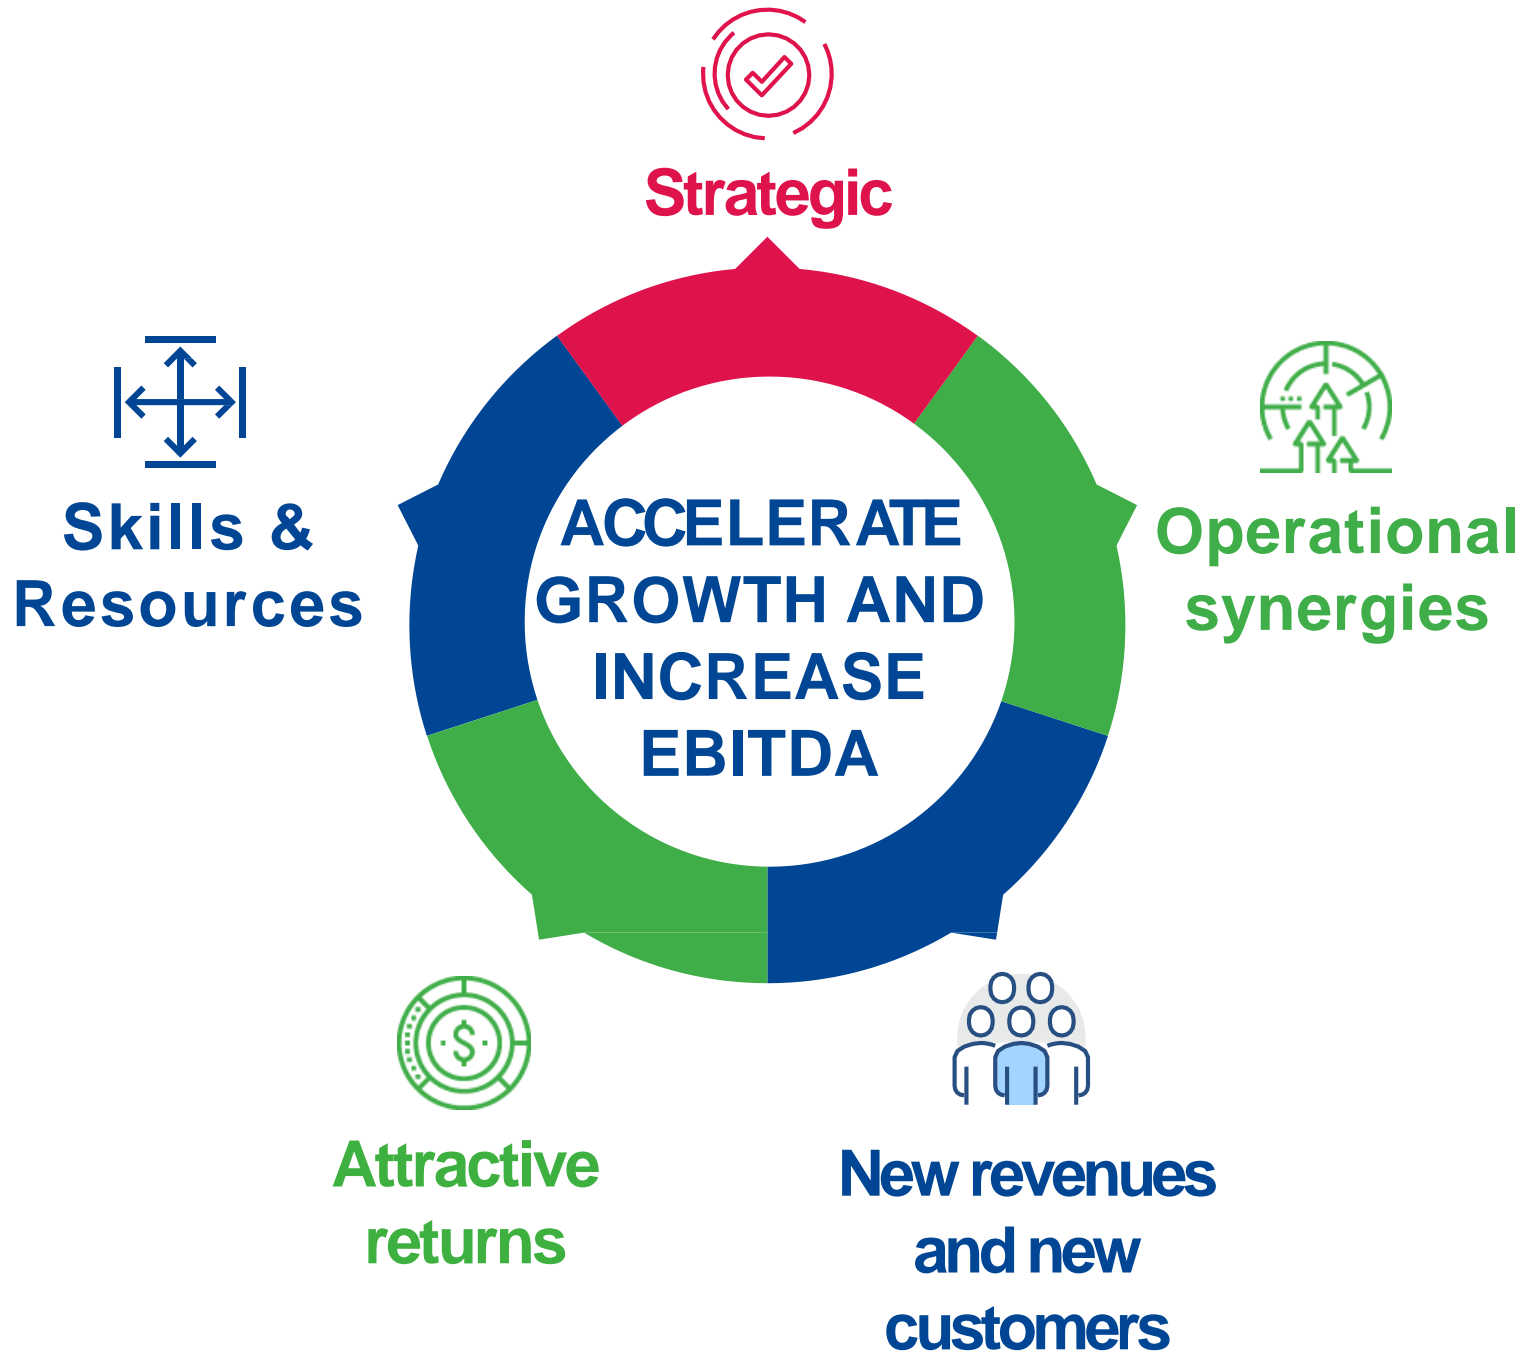 Strategic
Skills &
Resources
ACCELERATE
GROWTH AND
INCREASE
EBITDA
Operational
synergies
Attractive
returns
New revenues
and new
customers
$